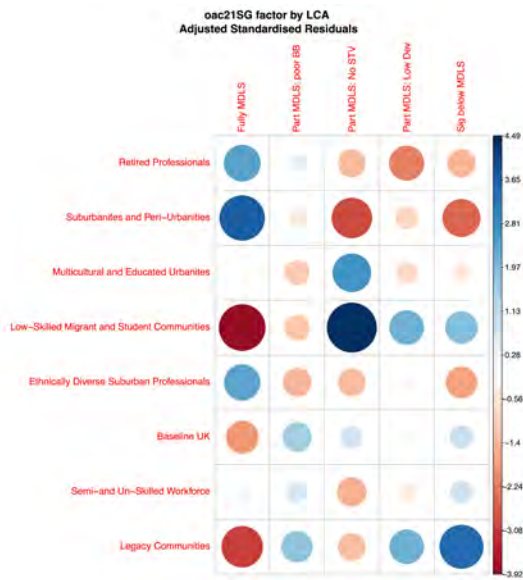 oac21SG factor by LCA
Adjusted Standardised Residuals
Fully MDLS
Part MDLS: poor BB
Part MDLS: No STV
Part MDLS: Low Dev
Sig below MDLS
Retired Professionals
Suburbanites and Peri−Urbanities
Multicultural and Educated Urbanites
Low−Skilled Migrant and Student Communities
Ethnically Diverse Suburban Professionals
Baseline UK
Semi−and Un−Skilled Workforce
Legacy Communities
4.49
3.65
2.81
1.97
1.13
0.28
−0.56
−1.4
−2.24
−3.08
−3.92